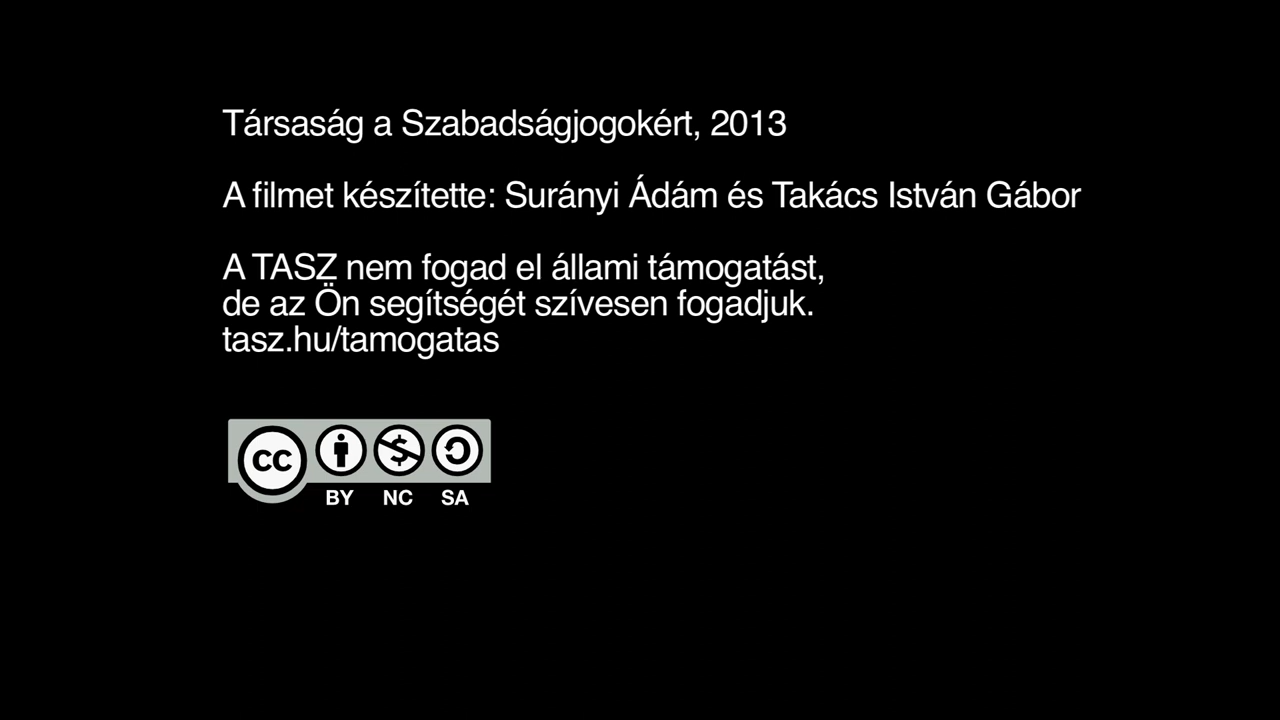 Társaság a Szabadságjogokért, 2013
A filmet készítette: Surányi Ádám és Takács István Gábor
A TASZ nem fogad el állami támogatást,
de az Ön segítségét szívesen fogadjuk.
tasz.hu/tamogatas
CC
BY NC SA